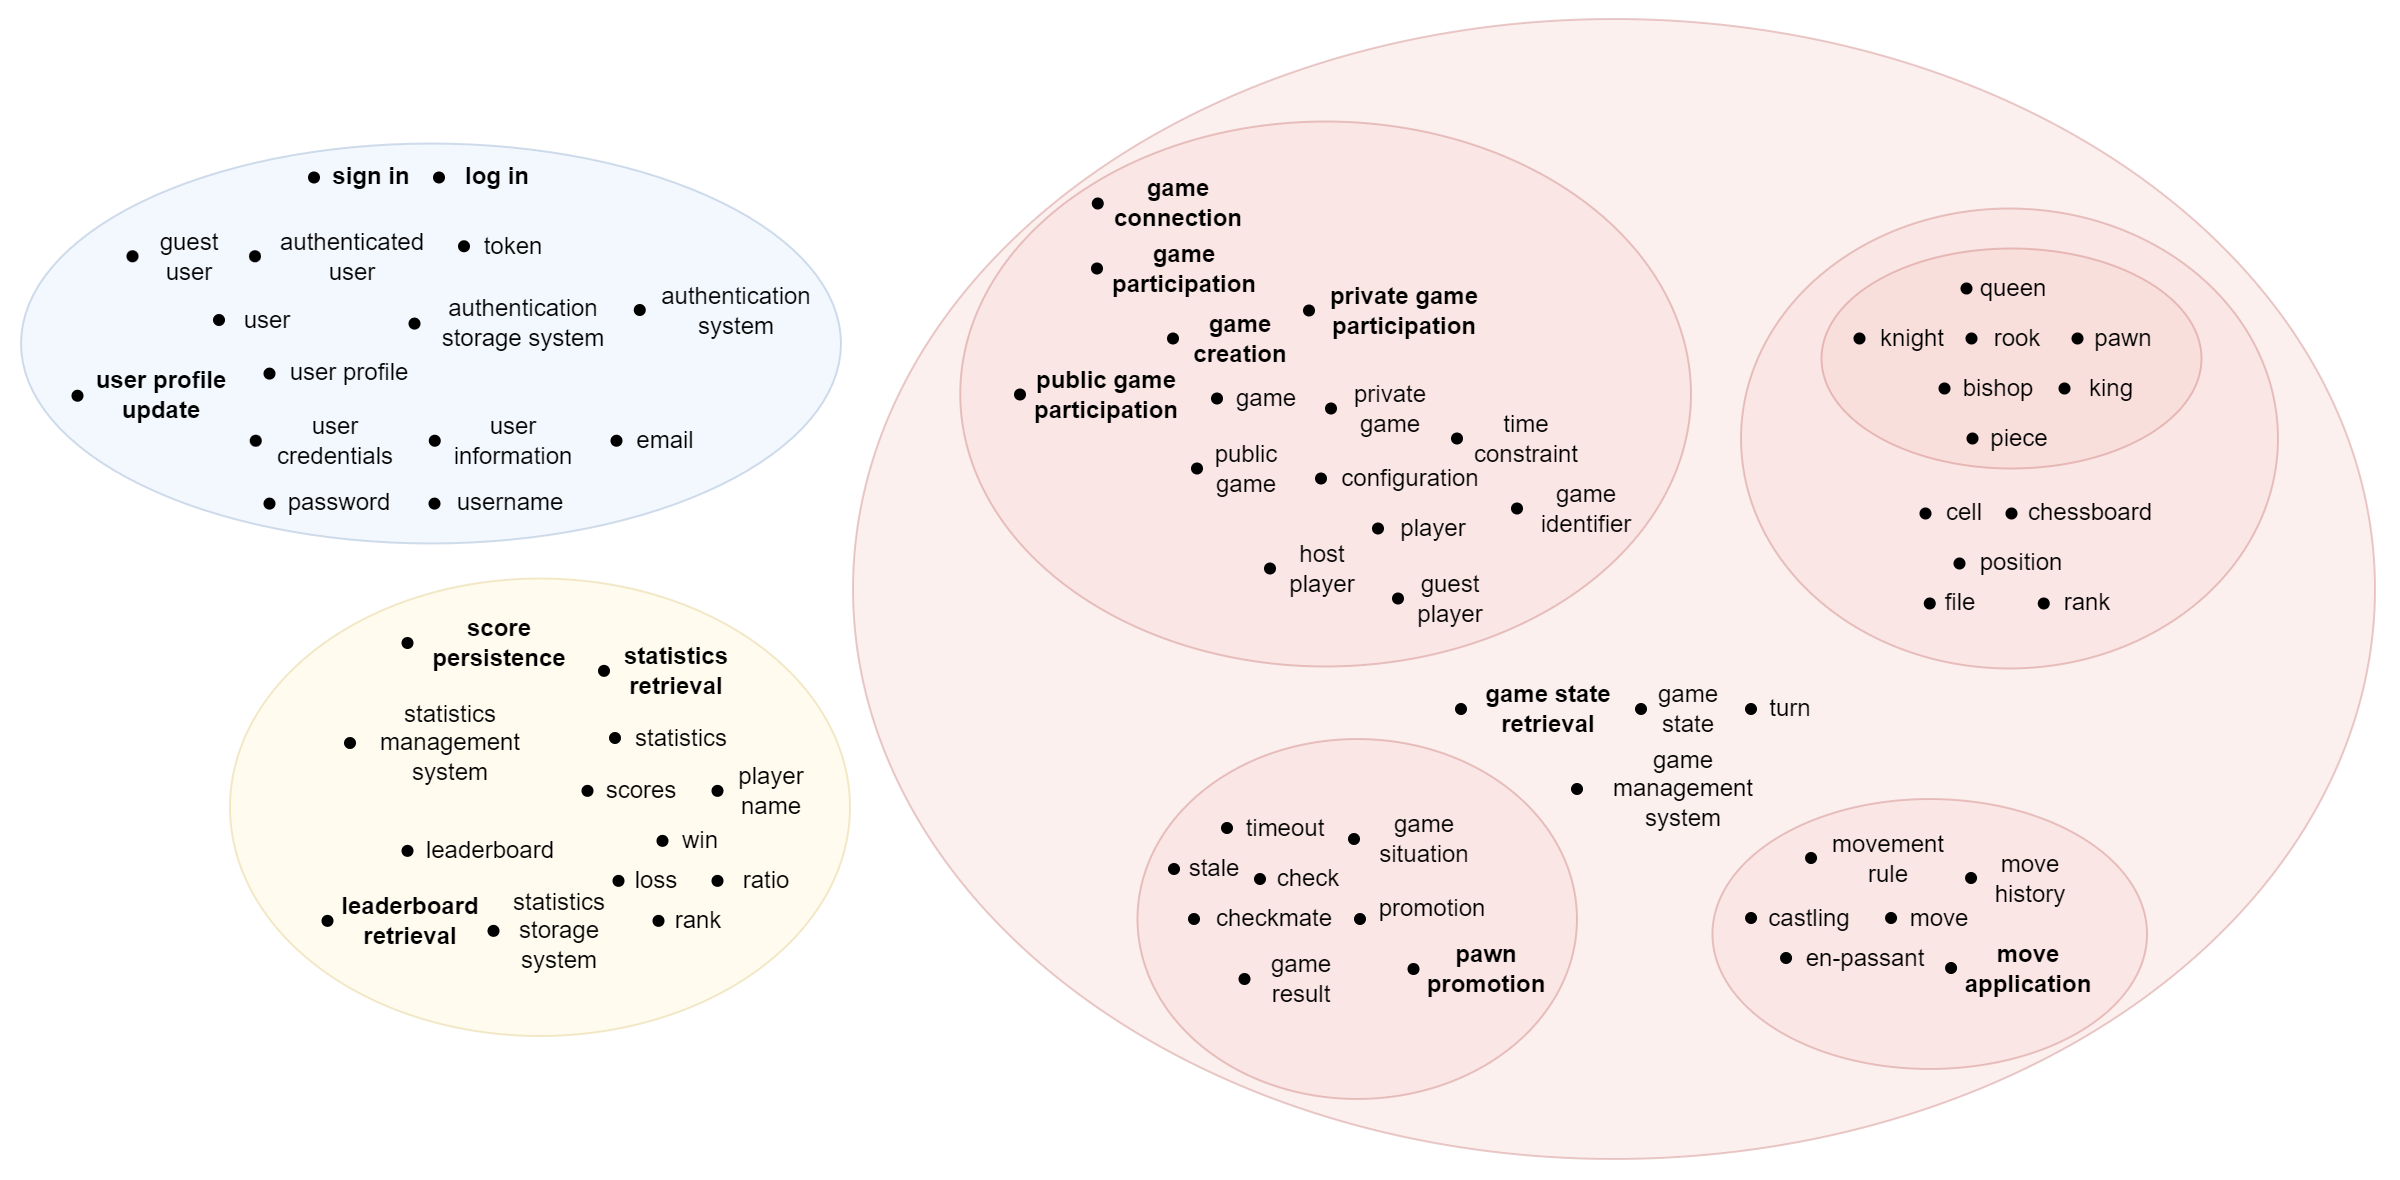 sign in
log in
guest
user
authenticated
user
token
user
authentication
storage system
authentication
system
user profile
update
user profile
user
credentials
user
information
email
password
username
score
persistence
statistics
retrieval
statistics
management
system
statistics
scores
player
name
win
leaderboard
loss
ratio
leaderboard
retrieval
statistics
storage
system
rank
game
connection
game
participation
private game
participation
game
creation
public game
participation
game
private
game
time
constraint
public
game
configuration
game
identifier
player
host
player
guest
player
queen
knight
rook
pawn
bishop
king
piece
cell
chessboard
position
file
rank
game state
retrieval
game
state
turn
game
management
system
timeout
game
situation
stale
check
checkmate
promotion
game
result
pawn
promotion
movement
rule
move
history
castling
move
en-passant
move
application